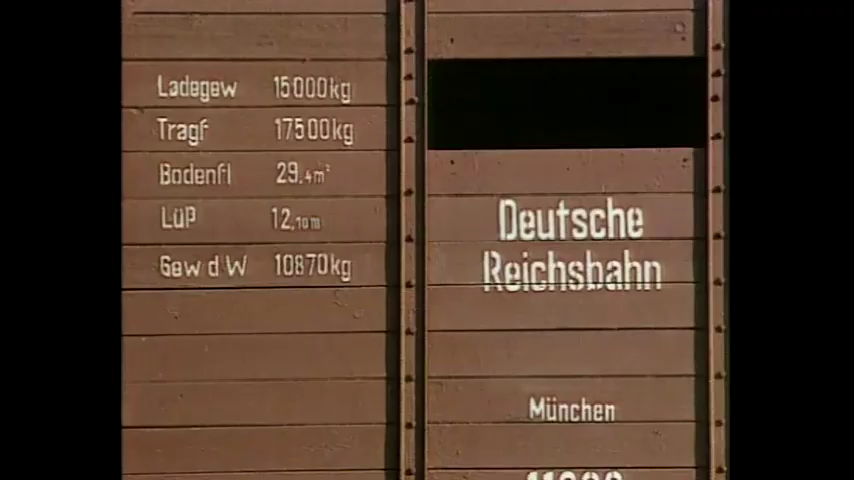 Ladegew 15000kg
Tragf 17500kg
Bodenfl 29,4m²
LüP 12,10m
Gew d W 10870kg
Deutsche
Reichsbahn
München